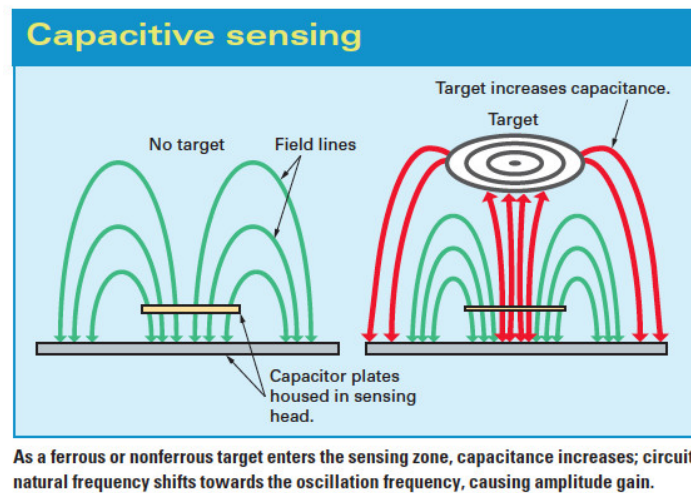 Capacitive sensing
Target increases capacitance.
Target
No target
Field lines
Capacitor plates
housed in sensing
head.
As a ferrous or nonferrous target enters the sensing zone, capacitance increases; circuit
natural frequency shifts towards the oscillation frequency, causing amplitude gain.